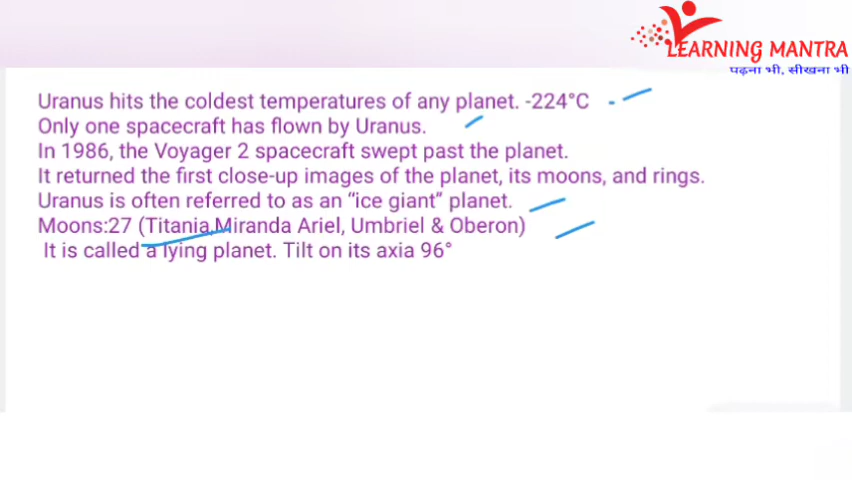 LEARNING MANTRA
पढ़ना भी, सीखना भी
Uranus hits the coldest temperatures of any planet. -224°C
Only one spacecraft has flown by Uranus.
In 1986, the Voyager 2 spacecraft swept past the planet.
It returned the first close-up images of the planet, its moons, and rings.
Uranus is often referred to as an “ice giant” planet.
Moons:27 (Titania,Miranda Ariel, Umbriel & Oberon)
It is called a lying planet. Tilt on its axia 96°